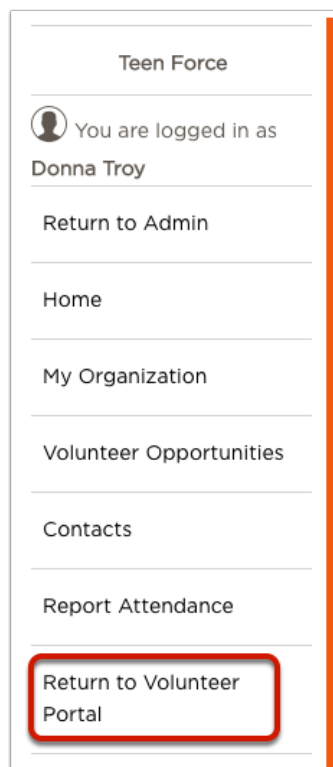 Teen Force
You are logged in as
Donna Troy
Return to Admin
Home
My Organization
Volunteer Opportunities
Contacts
Report Attendance
Return to Volunteer
Portal